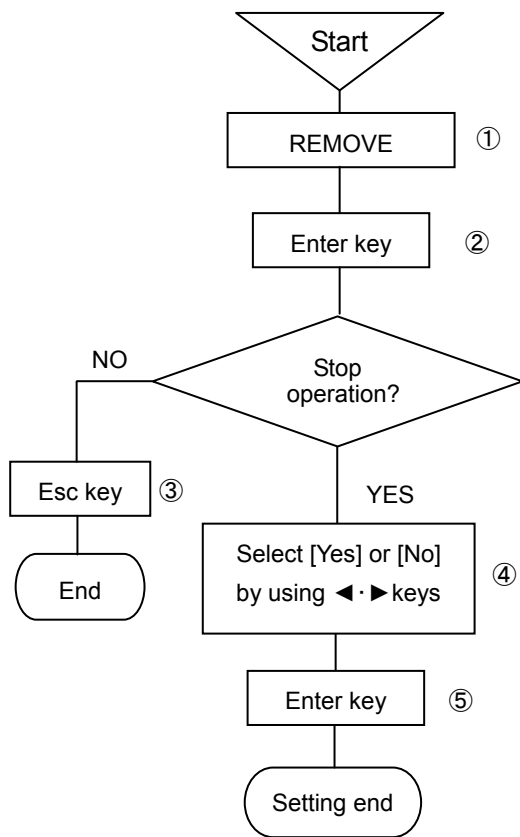 Start
REMOVE ①
Enter key ②
Stop
operation?
NO
YES
Esc key ③
End
Select [Yes] or [No]
by using ◄·► keys
④
Enter key ⑤
Setting end